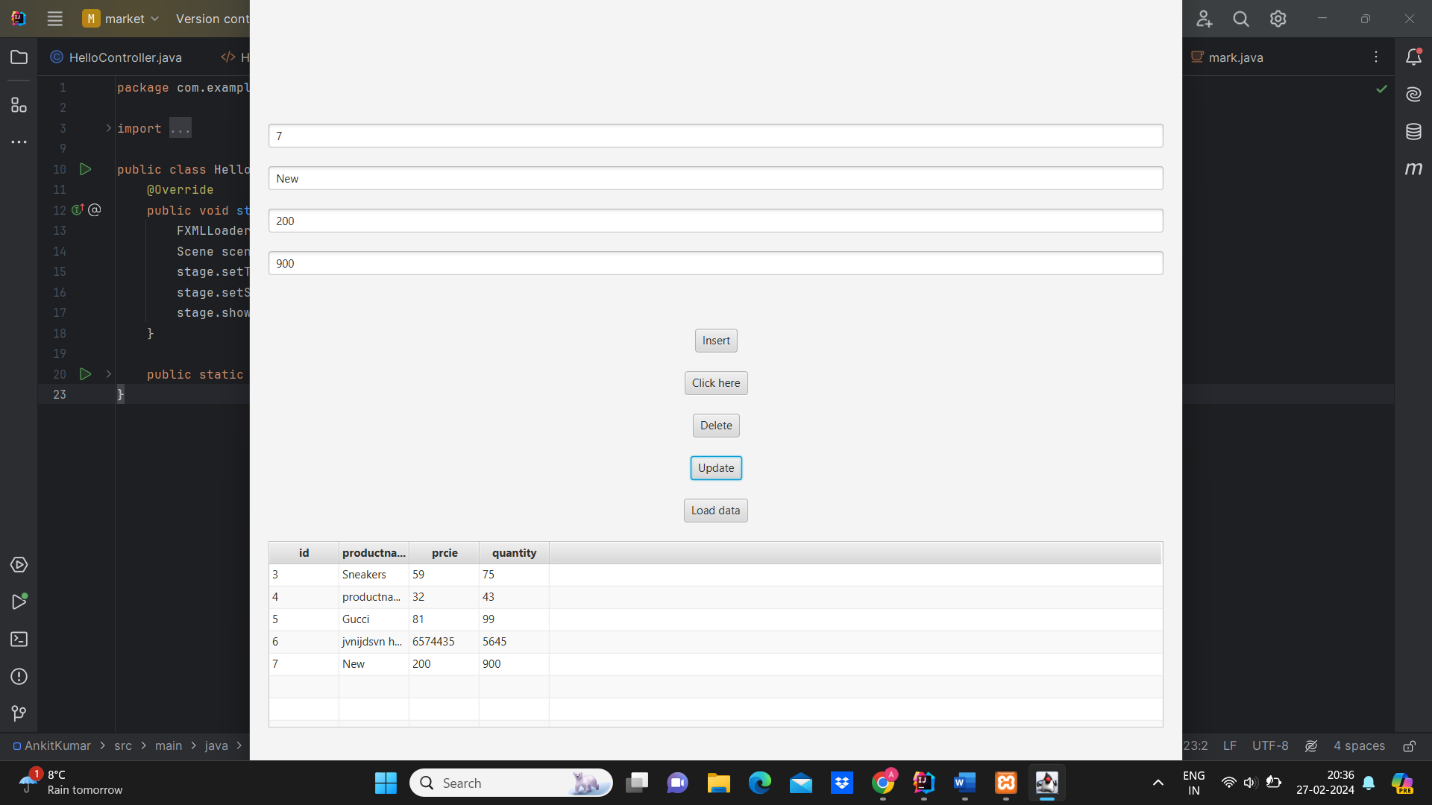 M market Version cont
HelloController.java </> H
mark.java
1 package com.exampl
2
3 import ...
9
10 public class Hello
11 @Override
12 public void st
13 FXMLLoader
14 Scene scen
15 stage.setT
16 stage.setS
17 stage.show
18 }
19
20 public static
23 }
7
New
200
900
Insert
Click here
Delete
Update
Load data
id productna... prcie quantity
3 Sneakers 59 75
4 productna... 32 43
5 Gucci 81 99
6 jvnijdsvn h... 6574435 5645
7 New 200 900
AnkitKumar > src > main > java >
23:2 LF UTF-8 4 spaces
1 8°C
Rain tomorrow
Search
A
W
PRE
ENG
IN
20:36
27-02-2024